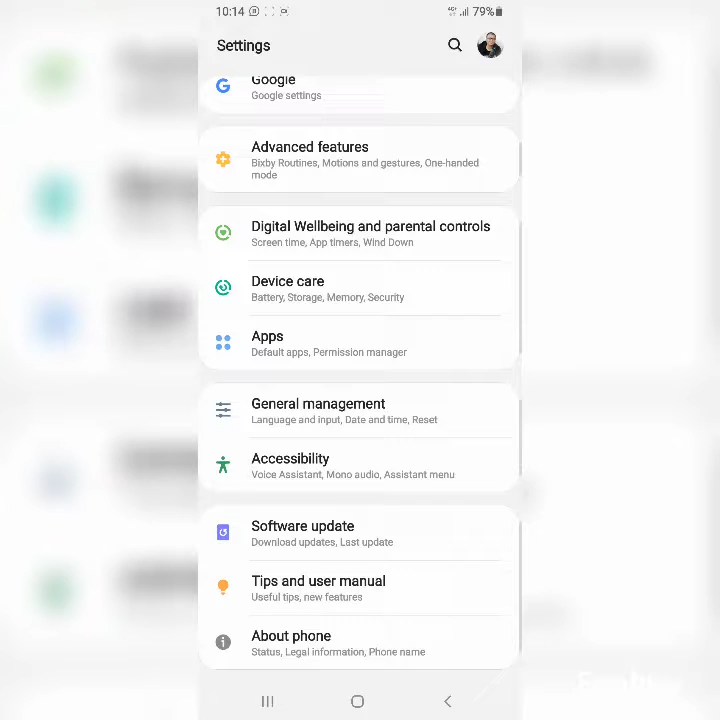 10:14 79%
Settings
Google
Google settings
Advanced features
Bixby Routines, Motions and gestures, One-handed
mode
Digital Wellbeing and parental controls
Screen time, App timers, Wind Down
Device care
Battery, Storage, Memory, Security
Apps
Default apps, Permission manager
General management
Language and input, Date and time, Reset
Accessibility
Voice Assistant, Mono audio, Assistant menu
Software update
Download updates, Last update
Tips and user manual
Useful tips, new features
About phone
Status, Legal information, Phone name